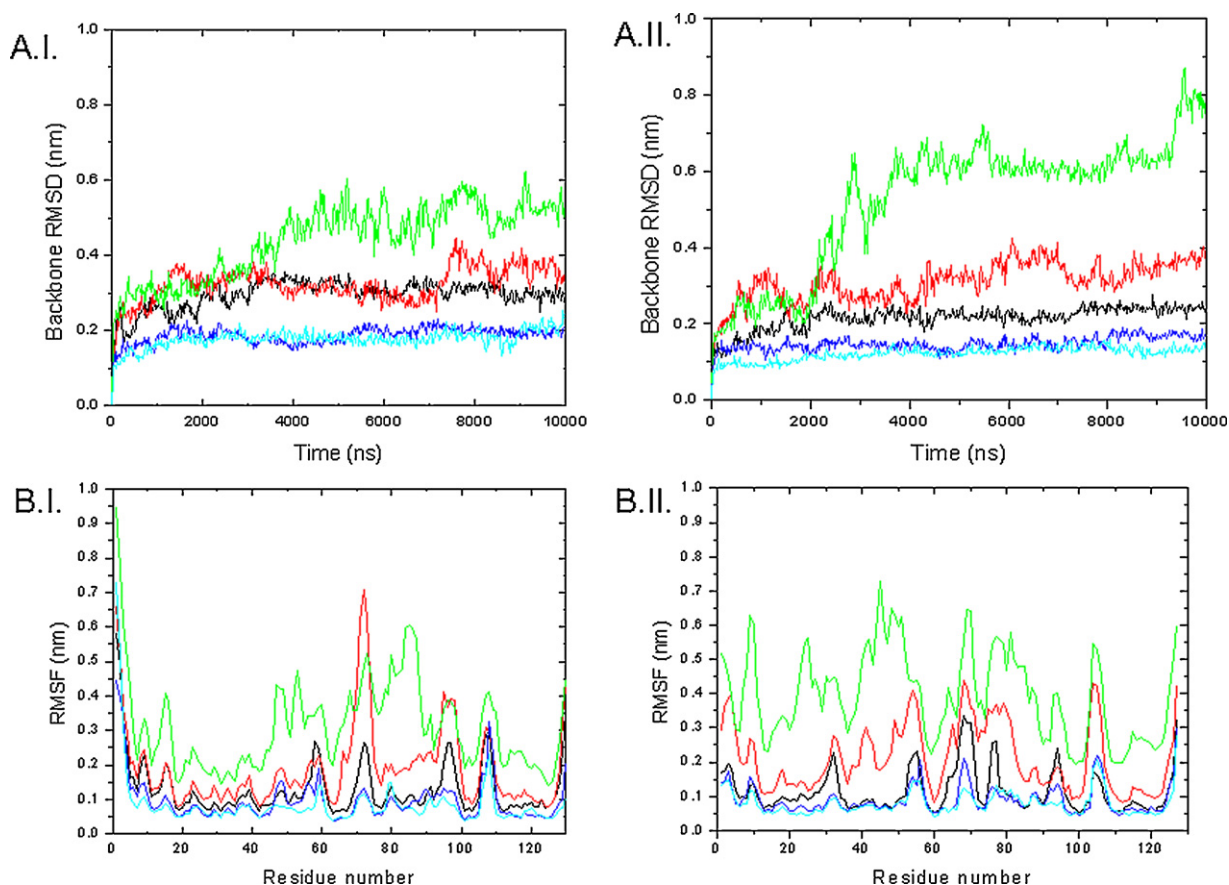 A.I.
Backbone RMSD (nm)
1.0
0.8
0.6
0.4
0.2
0.0
0 2000 4000 6000 8000 10000
Time (ns)
A.II.
Backbone RMSD (nm)
1.0
0.8
0.6
0.4
0.2
0.0
0 2000 4000 6000 8000 10000
Time (ns)
B.I.
RMSF (nm)
1.0
0.9
0.8
0.7
0.6
0.5
0.4
0.3
0.2
0.1
0.0
0 20 40 60 80 100 120
Residue number
B.II.
RMSF (nm)
1.0
0.9
0.8
0.7
0.6
0.5
0.4
0.3
0.2
0.1
0.0
0 20 40 60 80 100 120
Residue number